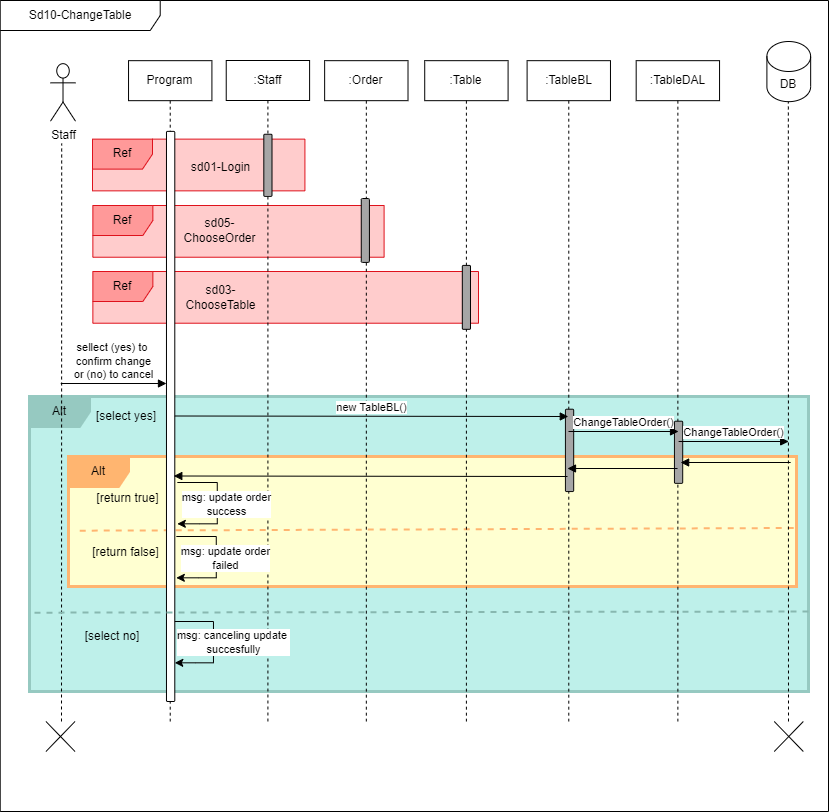 Sd10-ChangeTable
Program
:Staff
:Order
:Table
:TableBL
:TableDAL
DB
Staff
Ref
sd01-Login
Ref
sd05-
ChooseOrder
Ref
sd03-
ChooseTable
sellect (yes) to
confirm change
or (no) to cancel
Alt
[select yes]
new TableBL()
ChangeTableOrder()
ChangeTableOrder()
Alt
[return true]
msg: update order
success
[return false]
msg: update order
failed
[select no]
msg: canceling update
succesfully